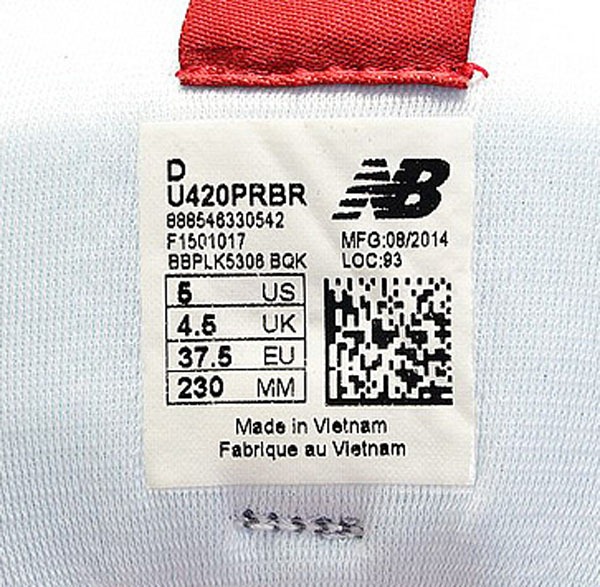 D
U420PRBR
888546330542
F1501017
BBPLK5306 BQK
NB
MFG:08/2014
LOC:93
5 US
4.5 UK
37.5 EU
230 MM
Made in Vietnam
Fabrique au Vietnam